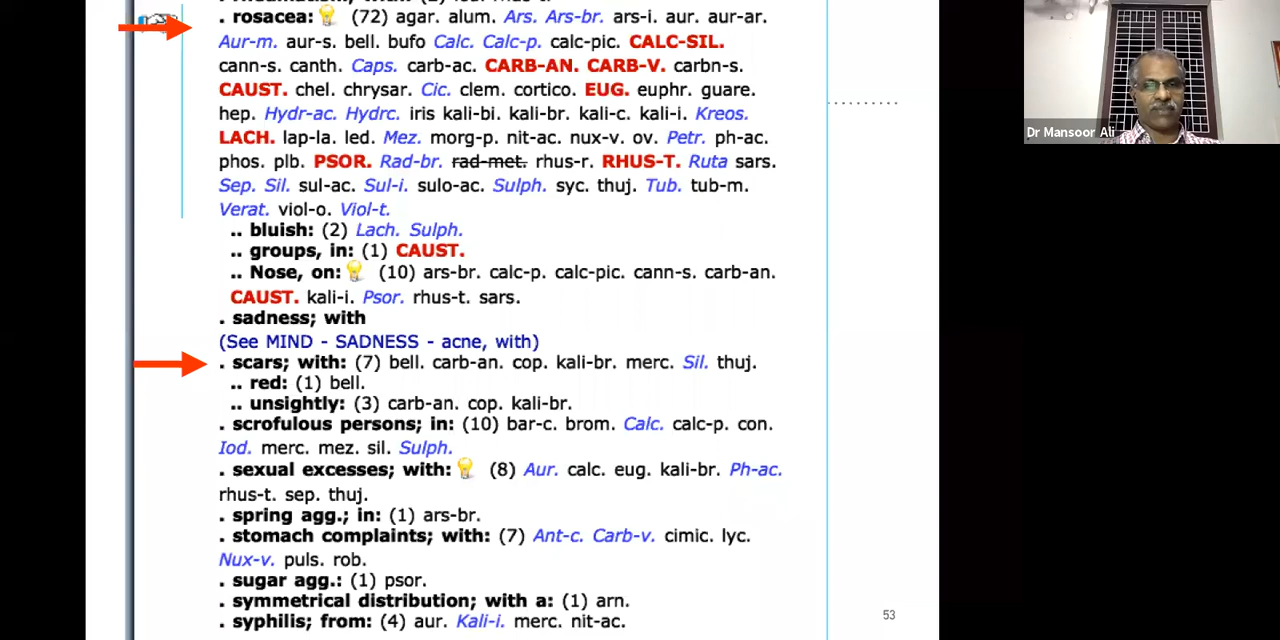 . rosacea: (72) agar. alum. Ars. Ars-br. ars-i. aur. aur-ar.
Aur-m. aur-s. bell. bufo Calc. Calc-p. calc-pic. CALC-SIL.
cann-s. canth. Caps. carb-ac. CARB-AN. CARB-V. carbn-s.
CAUST. chel. chrysar. Cic. clem. cortico. EUG. euphr. guare.
hep. Hydr-ac. Hydrc. iris kali-bi. kali-br. kali-c. kali-i. Kreos.
LACH. lap-la. led. Mez. morg-p. nit-ac. nux-v. ov. Petr. ph-ac.
phos. plb. PSOR. Rad-br. rad-met. rhus-r. RHUS-T. Ruta sars.
Sep. Sil. sul-ac. Sul-i. sulo-ac. Sulph. syc. thuj. Tub. tub-m.
Verat. viol-o. Viol-t.
.. bluish: (2) Lach. Sulph.
.. groups, in: (1) CAUST.
.. Nose, on: (10) ars-br. calc-p. calc-pic. cann-s. carb-an.
CAUST. kali-i. Psor. rhus-t. sars.
. sadness; with
(See MIND - SADNESS - acne, with)
. scars; with: (7) bell. carb-an. cop. kali-br. merc. Sil. thuj.
.. red: (1) bell.
.. unsightly: (3) carb-an. cop. kali-br.
. scrofulous persons; in: (10) bar-c. brom. Calc. calc-p. con.
Iod. merc. mez. sil. Sulph.
. sexual excesses; with: (8) Aur. calc. eug. kali-br. Ph-ac.
rhus-t. sep. thuj.
. spring agg.; in: (1) ars-br.
. stomach complaints; with: (7) Ant-c. Carb-v. cimic. lyc.
Nux-v. puls. rob.
. sugar agg.: (1) psor.
. symmetrical distribution; with a: (1) arn.
. syphilis; from: (4) aur. Kali-i. merc. nit-ac.
53
Dr Mansoor Ali